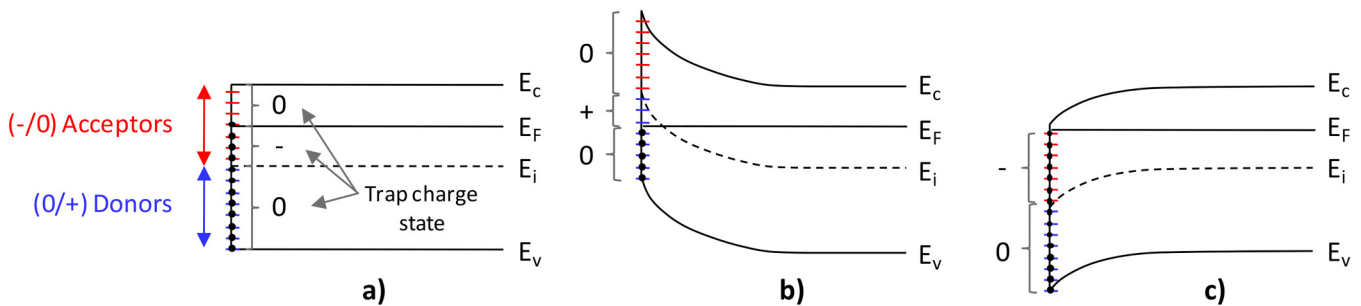 (-/0) Acceptors
(0/+) Donors
0
-
0
Trap charge
state
E_c
E_F
E_i
E_v
a)
0
+
0
E_c
E_F
E_i
E_v
b)
-
0
E_c
E_F
E_i
E_v
c)